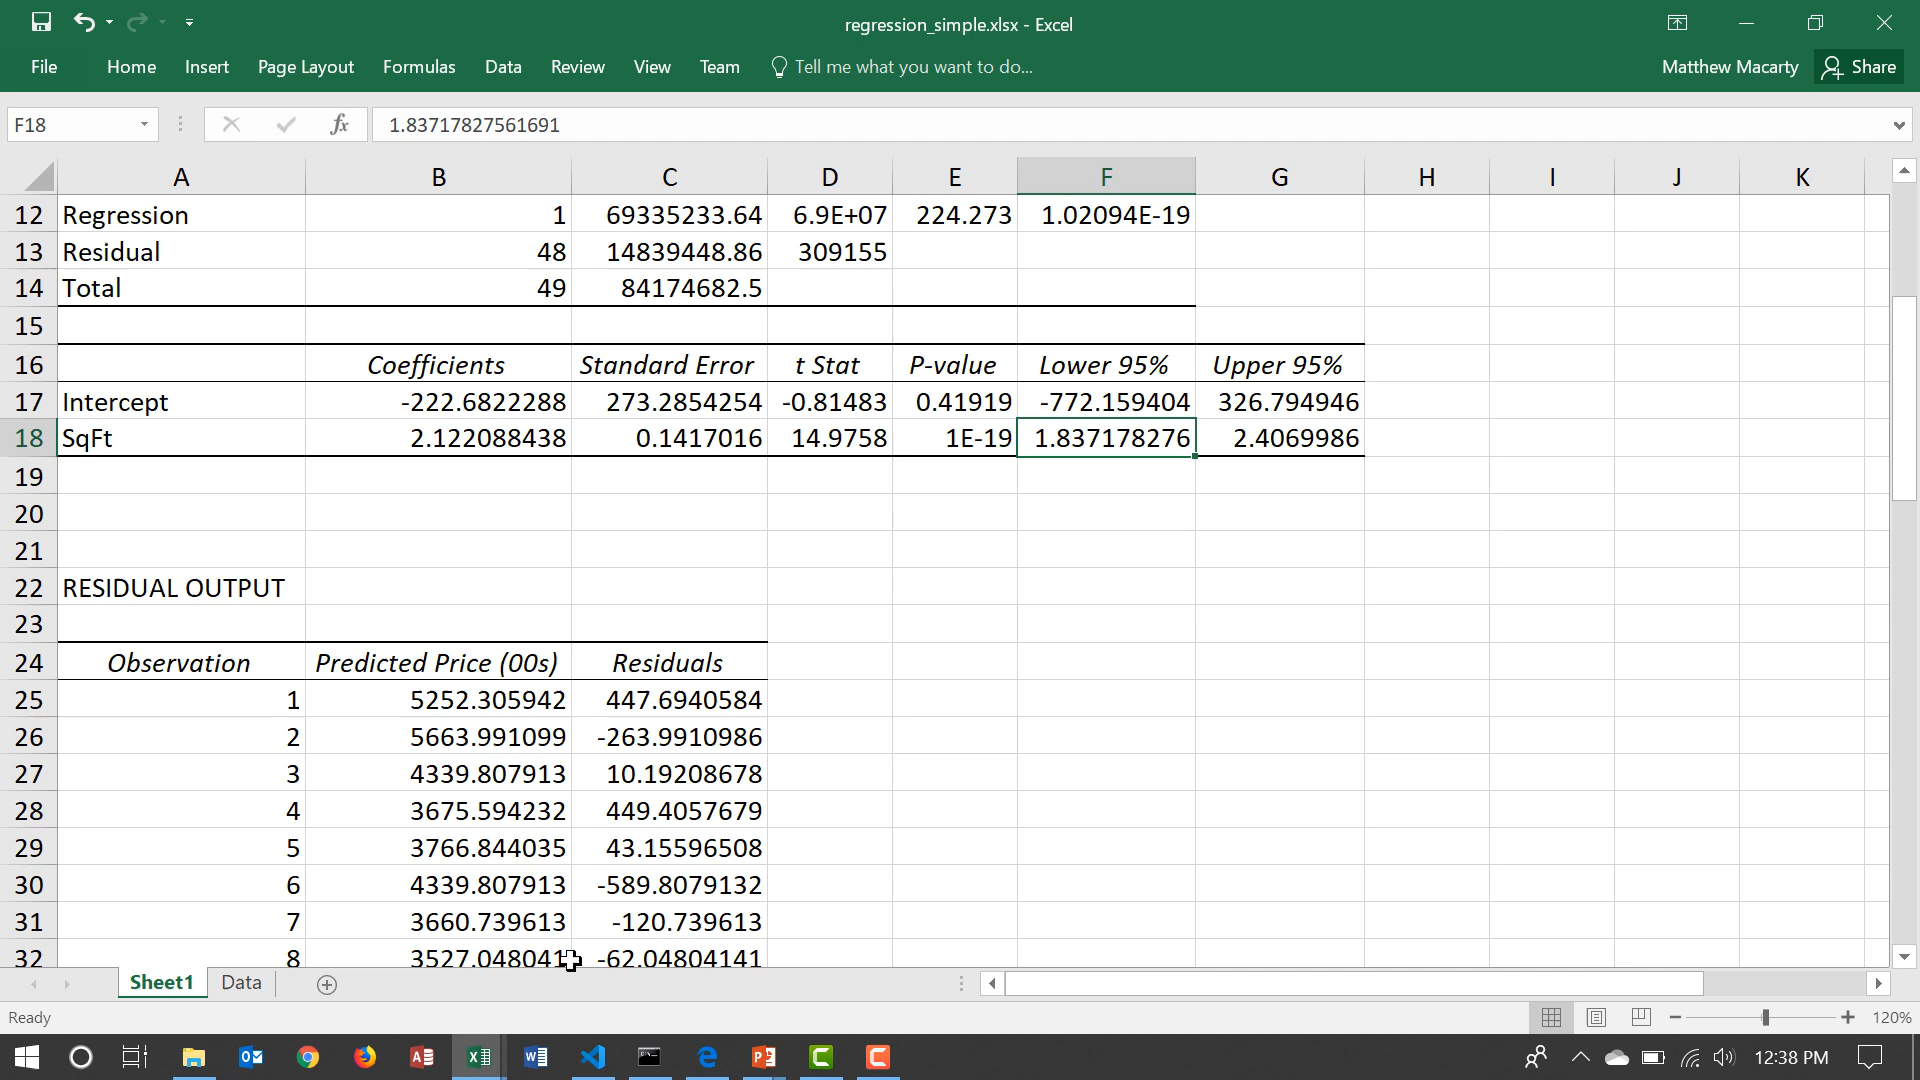 regression_simple.xlsx - Excel
File Home Insert Page Layout Formulas Data Review View Team Tell me what you want to do... Matthew Macarty Share
F18 fx 1.83717827561691
A B C D E F G H I J K
12 Regression 1 69335233.64 6.9E+07 224.273 1.02094E-19
13 Residual 48 14839448.86 309155
14 Total 49 84174682.5
15
16 Coefficients Standard Error t Stat P-value Lower 95% Upper 95%
17 Intercept -222.6822288 273.2854254 -0.81483 0.41919 -772.159404 326.794946
18 SqFt 2.122088438 0.1417016 14.9758 1E-19 1.837178276 2.4069986
19
20
21
22 RESIDUAL OUTPUT
23
24 Observation Predicted Price (00s) Residuals
25 1 5252.305942 447.6940584
26 2 5663.991099 -263.9910986
27 3 4339.807913 10.19208678
28 4 3675.594232 449.4057679
29 5 3766.844035 43.15596508
30 6 4339.807913 -589.8079132
31 7 3660.739613 -120.739613
32 8 3527.048041 -62.04804141
Sheet1 Data
Ready 120%
12:38 PM